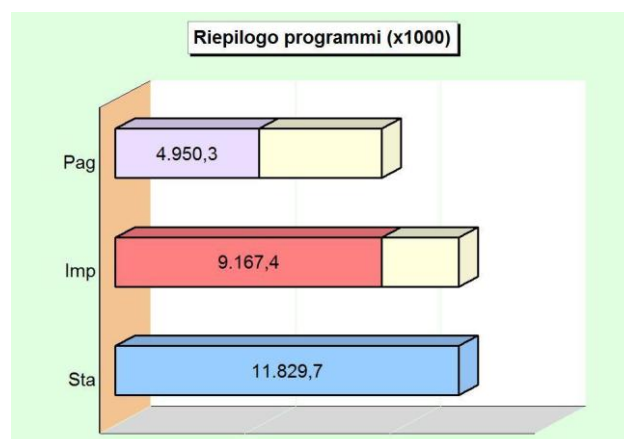 Riepilogo programmi (x1000)
Pag
4.950,3
Imp
9.167,4
Sta
11.829,7